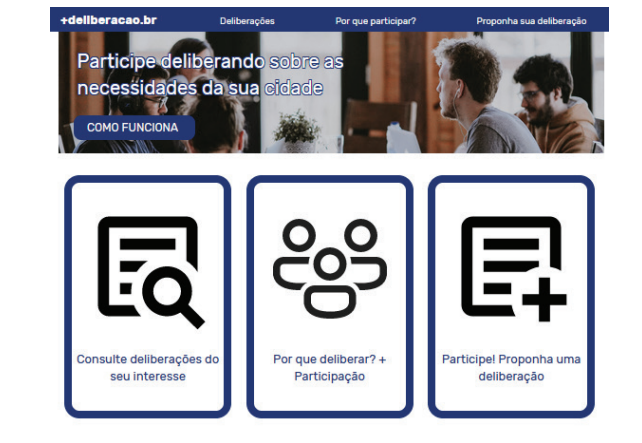 +deliberacao.br
Deliberações
Por que participar?
Proponha sua deliberação
Participe deliberando sobre as
necessidades da sua cidade
COMO FUNCIONA
Consulte deliberações do
seu interesse
Por que deliberar? +
Participação
Participe! Proponha uma
deliberação